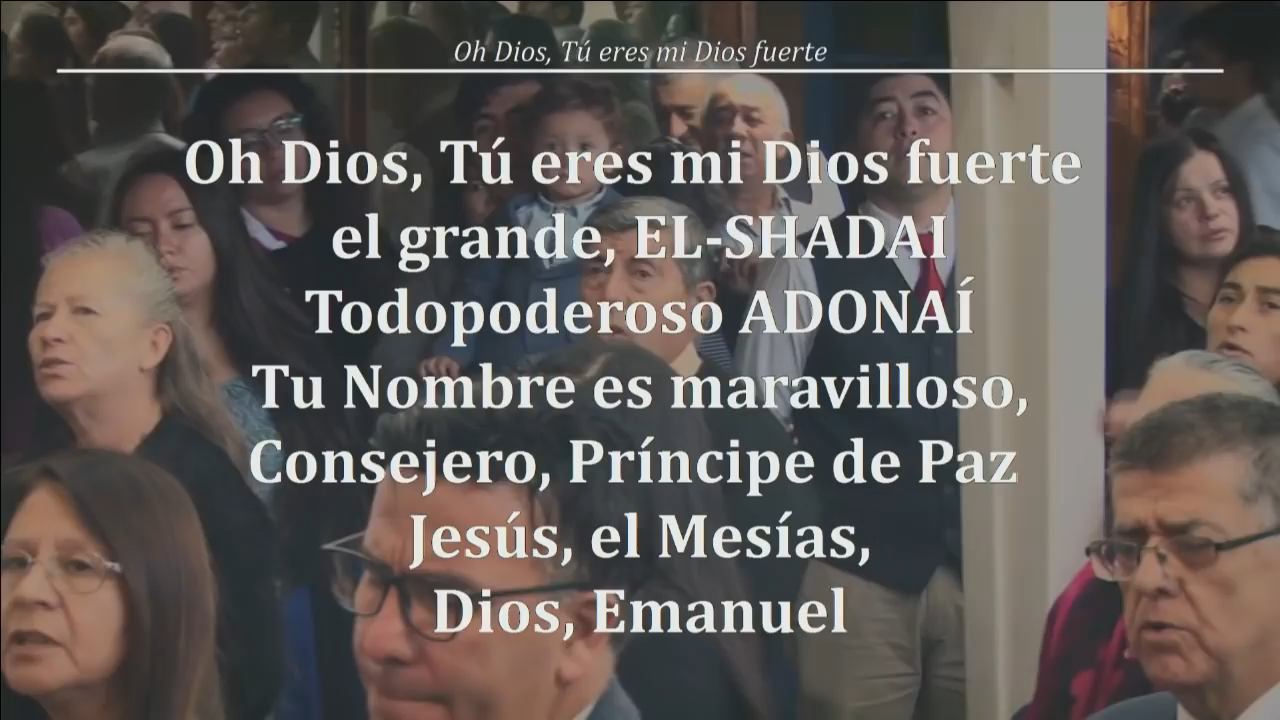 Oh Dios, Tú eres mi Dios fuerte
Oh Dios, Tú eres mi Dios fuerte
el grande, EL-SHADAI
Todopoderoso ADONAÍ
Tu Nombre es maravilloso,
Consejero, Príncipe de Paz
Jesús, el Mesías,
Dios, Emanuel